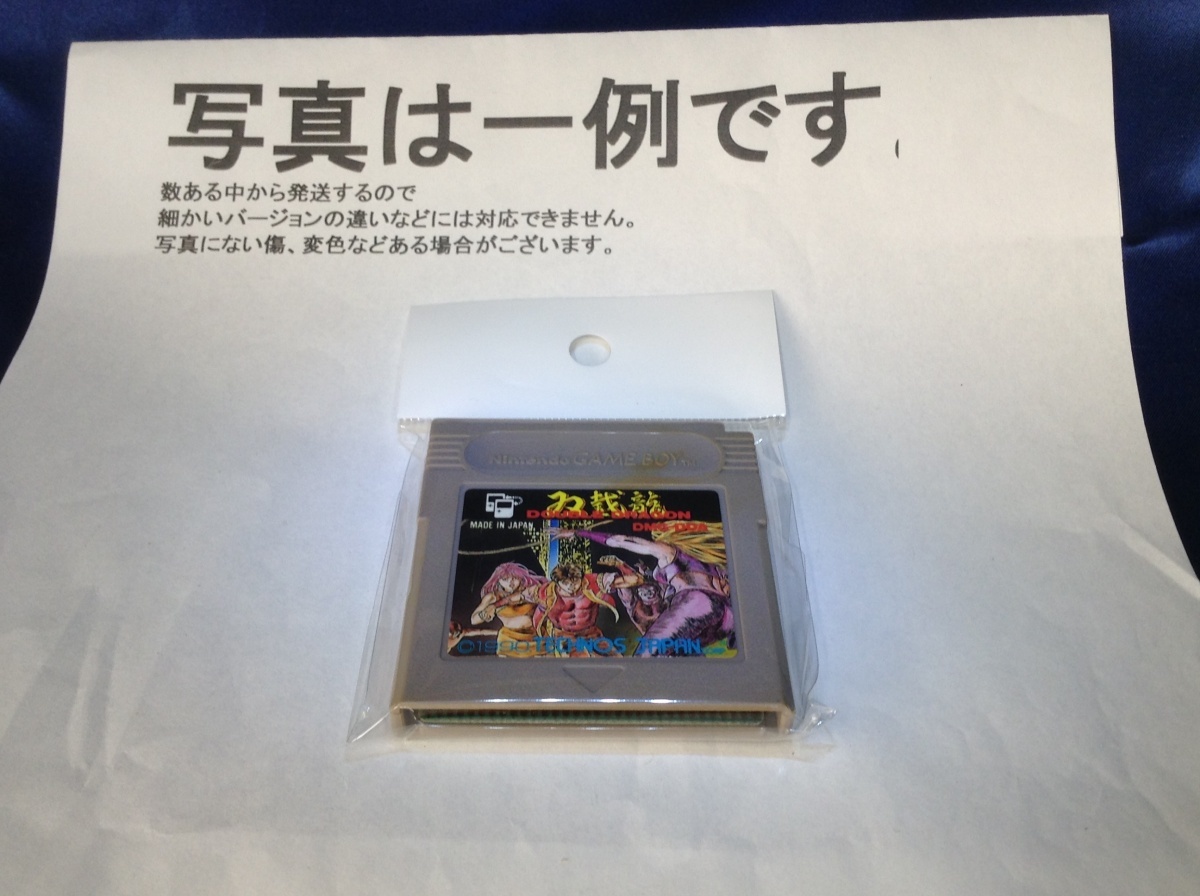 写真は一例です。
数ある中から発送するので
細かいバージョンの違いなどには対応できません。
写真にない傷、変色などある場合がございます。
Nintendo GAME BOY
双截龍
DOUBLE DRAGON
MADE IN JAPAN
DMG-DDA
©1990 TECHNOS JAPAN